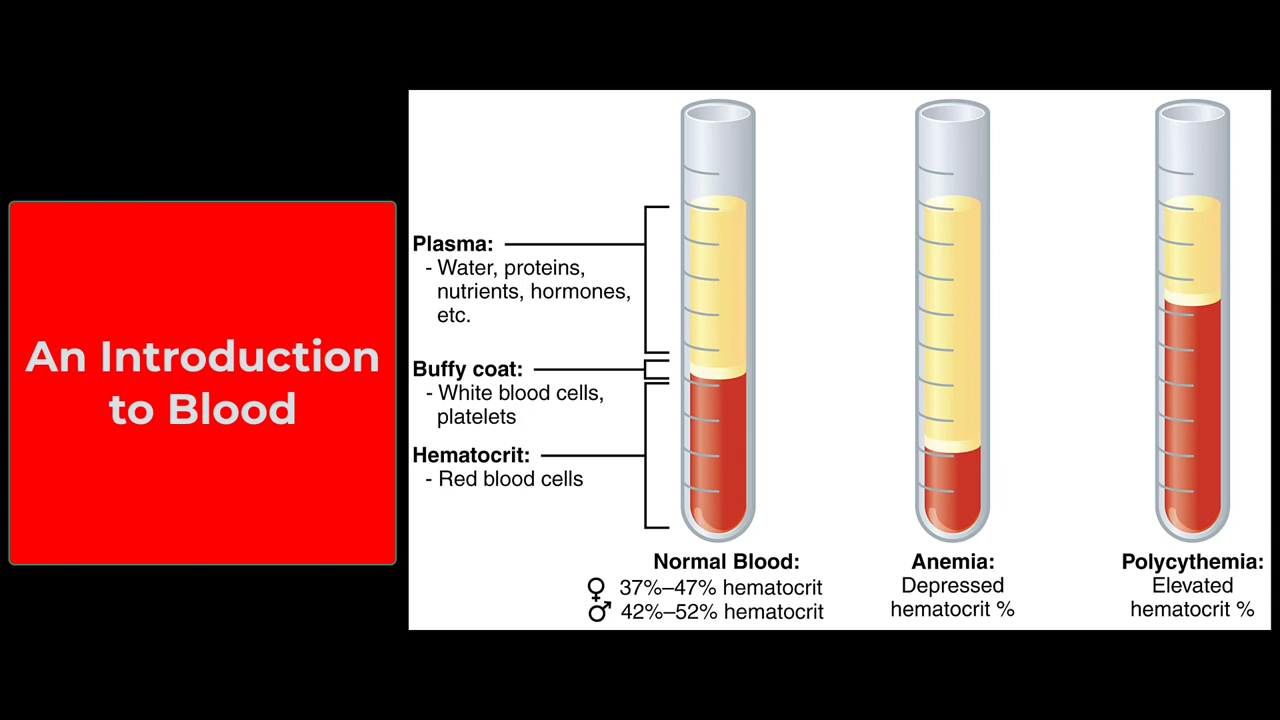 An Introduction
to Blood
Plasma:
- Water, proteins,
nutrients, hormones,
etc.
Buffy coat:
- White blood cells,
platelets
Hematocrit:
- Red blood cells
Normal Blood:
♀ 37%–47% hematocrit
♂ 42%–52% hematocrit
Anemia:
Depressed
hematocrit %
Polycythemia:
Elevated
hematocrit %